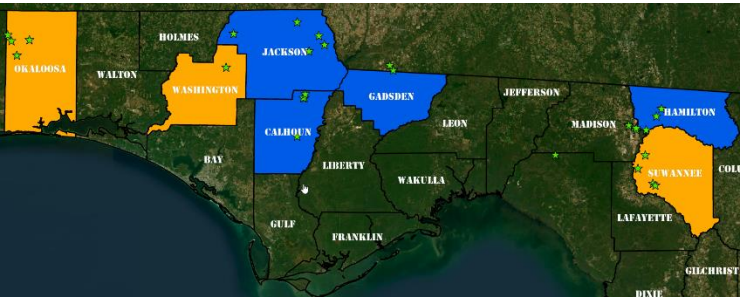 HOLMES
JACKSON
OKALOOSA
WALTON
WASHINGTON
GADSDEN
JEFFERSON
HAMILTON
CALHOUN
LEON
MADISON
BAY
LIBERTY
WAKULLA
SUWANNEE
COLU
GULF
FRANKLIN
LAFAYETTE
GILCHRIST
DIXIE